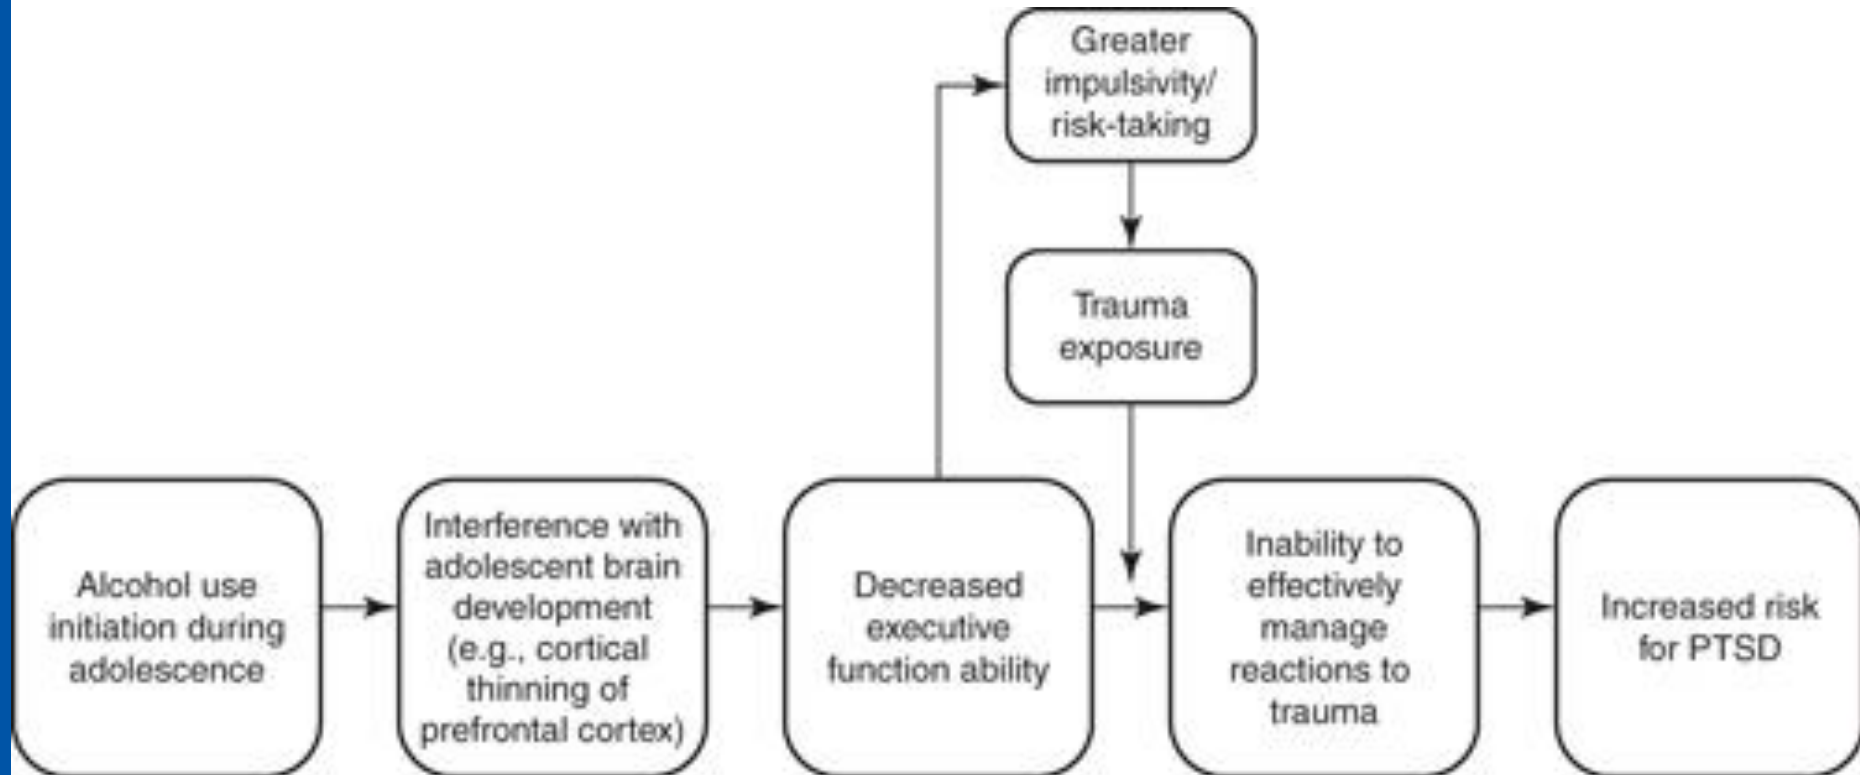 Greater
impulsivity/
risk-taking
Trauma
exposure
Alcohol use
initiation during
adolescence
Interference with
adolescent brain
development
(e.g., cortical
thinning of
prefrontal cortex)
Decreased
executive
function ability
Inability to
effectively
manage
reactions to
trauma
Increased risk
for PTSD